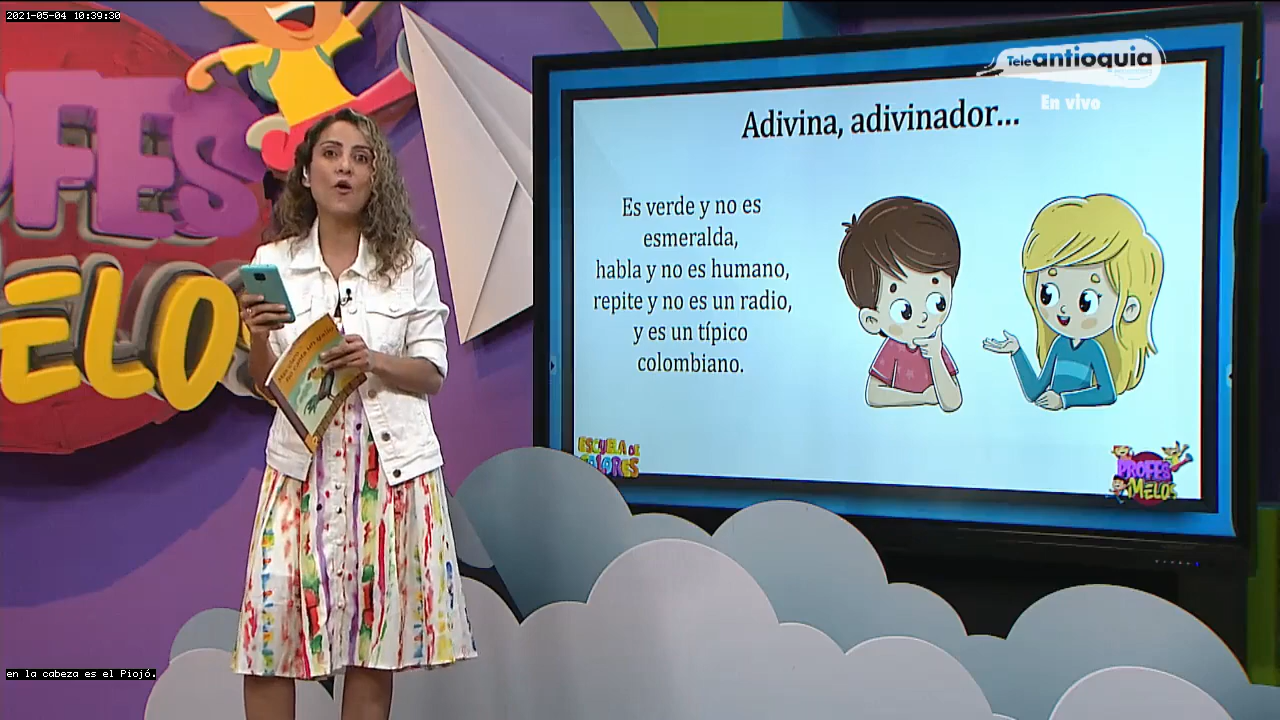 2021-05-04 10:39:30
Teleantioquia
En vivo
PROFES
MELO
Adivina, adivinador...
Es verde y no es
esmeralda,
habla y no es humano,
repite y no es un radio,
y es un típico
colombiano.
ESCUELA DE
COLORES
PROFES
MELO
en la cabeza es el Piojó.